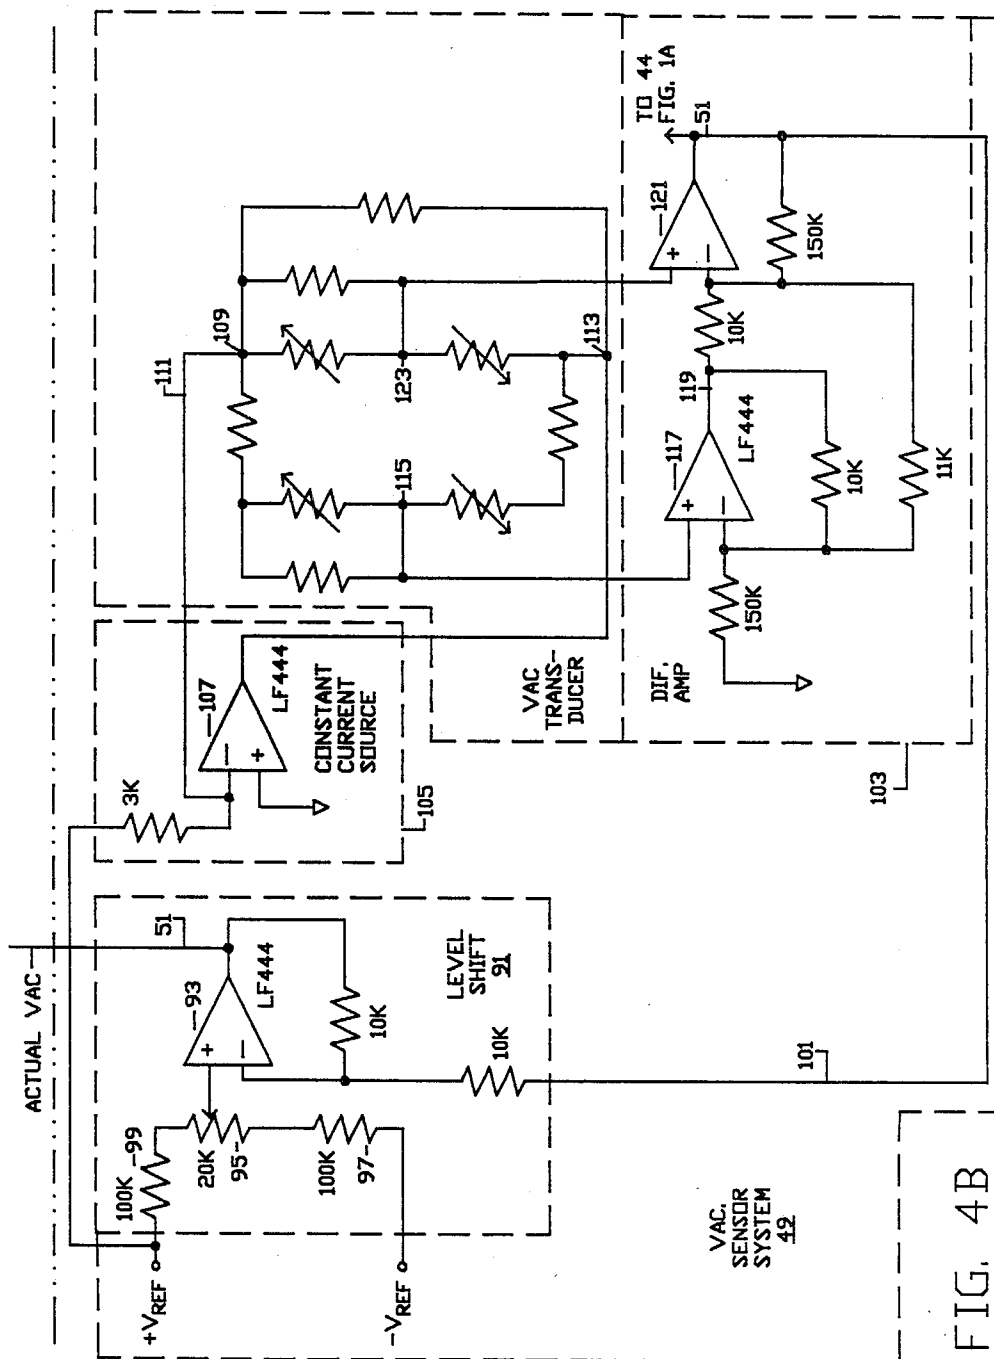 ACTUAL VAC
+VREF
100K
99
20K
95
100K
97
-VREF
+
−
93
LF444
51
10K
LEVEL
SHIFT
91
10K
101
VAC.
SENSOR
SYSTEM
49
3K
−
+
107
LF444
CONSTANT
CURRENT
SOURCE
105
111
109
115
123
113
VAC
TRANS-
DUCER
DIF.
AMP
103
150K
+
−
117
LF444
119
10K
11K
10K
+
−
121
150K
TO 44
FIG. 1A
51
FIG. 4B